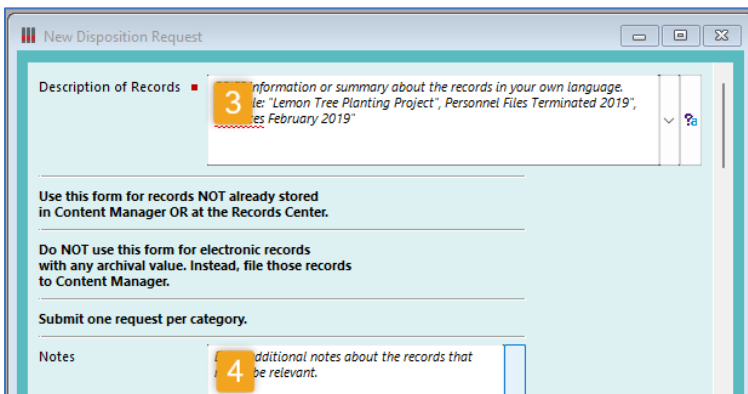 New Disposition Request
Description of Records
information or summary about the records in your own language.
le: "Lemon Tree Planting Project", Personnel Files Terminated 2019",
es February 2019"
3
?a
Use this form for records NOT already stored
in Content Manager OR at the Records Center.
Do NOT use this form for electronic records
with any archival value. Instead, file those records
to Content Manager.
Submit one request per category.
Notes
additional notes about the records that
be relevant.
4